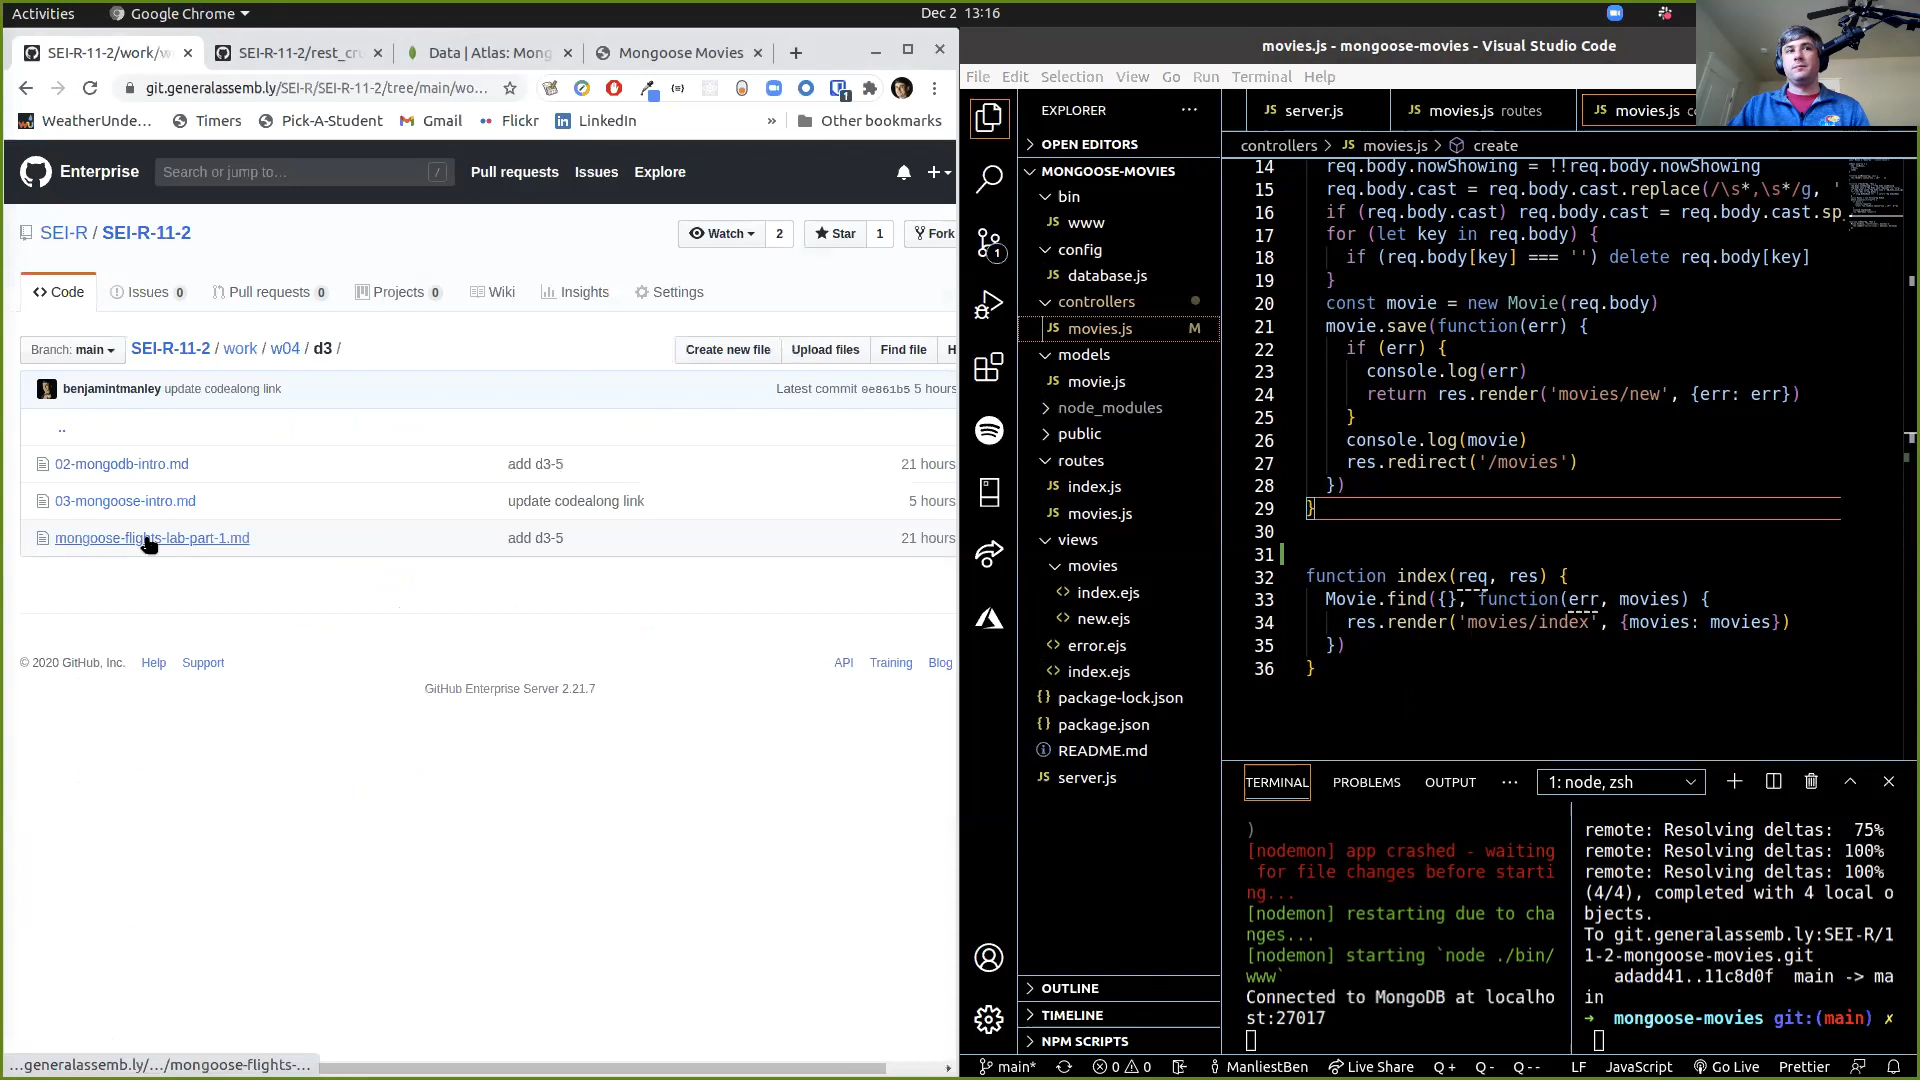 Activities
Google Chrome
Dec 2 13:16
SEI-R-11-2/work/w
SEI-R-11-2/rest_cru
Data | Atlas: Mong
Mongoose Movies
git.generalassemb.ly/SEI-R/SEI-R-11-2/tree/main/wo...
WeatherUnde...
Timers
Pick-A-Student
Gmail
Flickr
LinkedIn
»
Other bookmarks
Enterprise
Search or jump to...
/
Pull requests
Issues
Explore
SEI-R / SEI-R-11-2
Watch
2
Star
1
Fork
Code
Issues 0
Pull requests 0
Projects 0
Wiki
Insights
Settings
Branch: main
SEI-R-11-2 / work / w04 / d3 /
Create new file
Upload files
Find file
H
benjamintmanley update codealong link
Latest commit 0e861b5 5 hours
..
02-mongodb-intro.md
add d3-5
21 hours
03-mongoose-intro.md
update codealong link
5 hours
mongoose-flights-lab-part-1.md
add d3-5
21 hours
© 2020 GitHub, Inc.
Help
Support
API
Training
Blog
GitHub Enterprise Server 2.21.7
...generalassemb.ly/.../mongoose-flights-...
movies.js - mongoose-movies - Visual Studio Code
File Edit Selection View Go Run Terminal Help
EXPLORER
OPEN EDITORS
MONGOOSE-MOVIES
bin
www
config
database.js
controllers
movies.js M
models
movie.js
node_modules
public
routes
index.js
movies.js
views
movies
index.ejs
new.ejs
error.ejs
index.ejs
package-lock.json
package.json
README.md
server.js
OUTLINE
TIMELINE
NPM SCRIPTS
server.js
movies.js routes
movies.js co
controllers > movies.js > create
14 req.body.nowShowing = !!req.body.nowShowing
15 req.body.cast = req.body.cast.replace(/\s*,\s*/g, '
16 if (req.body.cast) req.body.cast = req.body.cast.sp
17 for (let key in req.body) {
18 if (req.body[key] === '') delete req.body[key]
19 }
20 const movie = new Movie(req.body)
21 movie.save(function(err) {
22 if (err) {
23 console.log(err)
24 return res.render('movies/new', {err: err})
25 }
26 console.log(movie)
27 res.redirect('/movies')
28 })
29 }
30
31
32 function index(req, res) {
33 Movie.find({}, function(err, movies) {
34 res.render('movies/index', {movies: movies})
35 })
36 }
TERMINAL
PROBLEMS
OUTPUT
1: node, zsh
)
[nodemon] app crashed - waiting
for file changes before starti
ng...
[nodemon] restarting due to cha
nges...
[nodemon] starting `node ./bin/
www`
Connected to MongoDB at localho
st:27017
remote: Resolving deltas: 75%
remote: Resolving deltas: 100%
remote: Resolving deltas: 100%
(4/4), completed with 4 local o
bjects.
To git.generalassemb.ly:SEI-R/1
1-2-mongoose-movies.git
adadd41..11c8d0f main -> ma
in
→ mongoose-movies git:(main) ✗
main*
0 0
ManliestBen
Live Share
Q +
Q -
Q - -
LF
JavaScript
Go Live
Prettier